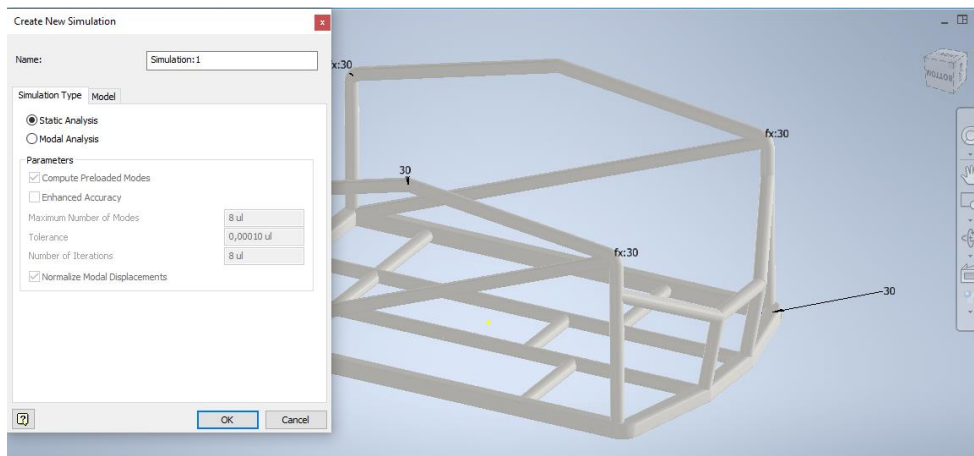 Create New Simulation
x
Name:
Simulation:1
Simulation Type
Model
Static Analysis
Modal Analysis
Parameters
Compute Preloaded Modes
Enhanced Accuracy
Maximum Number of Modes
8 ul
Tolerance
0,00010 ul
Number of Iterations
8 ul
Normalize Modal Displacements
?
OK
Cancel
x:30
30
fx:30
fx:30
30
BOTTOM